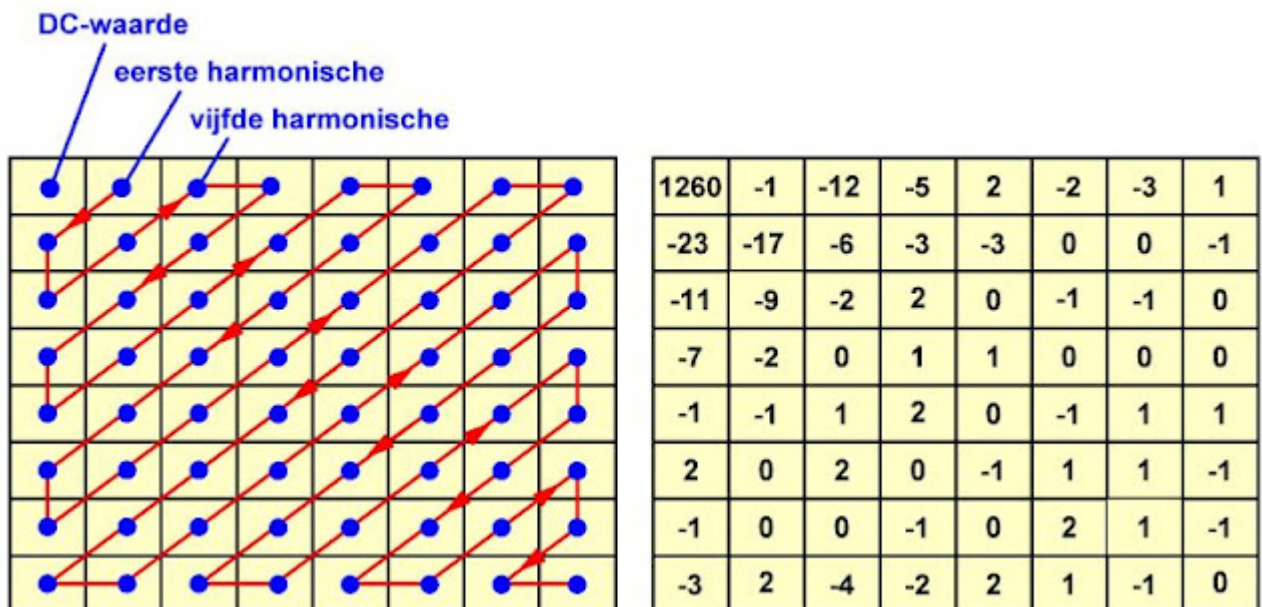 DC-waarde
eerste harmonische
vijfde harmonische
1260 -1 -12 -5 2 -2 -3 1
-23 -17 -6 -3 -3 0 0 -1
-11 -9 -2 2 0 -1 -1 0
-7 -2 0 1 1 0 0 0
-1 -1 1 2 0 -1 1 1
2 0 2 0 -1 1 1 -1
-1 0 0 -1 0 2 1 -1
-3 2 -4 -2 2 1 -1 0